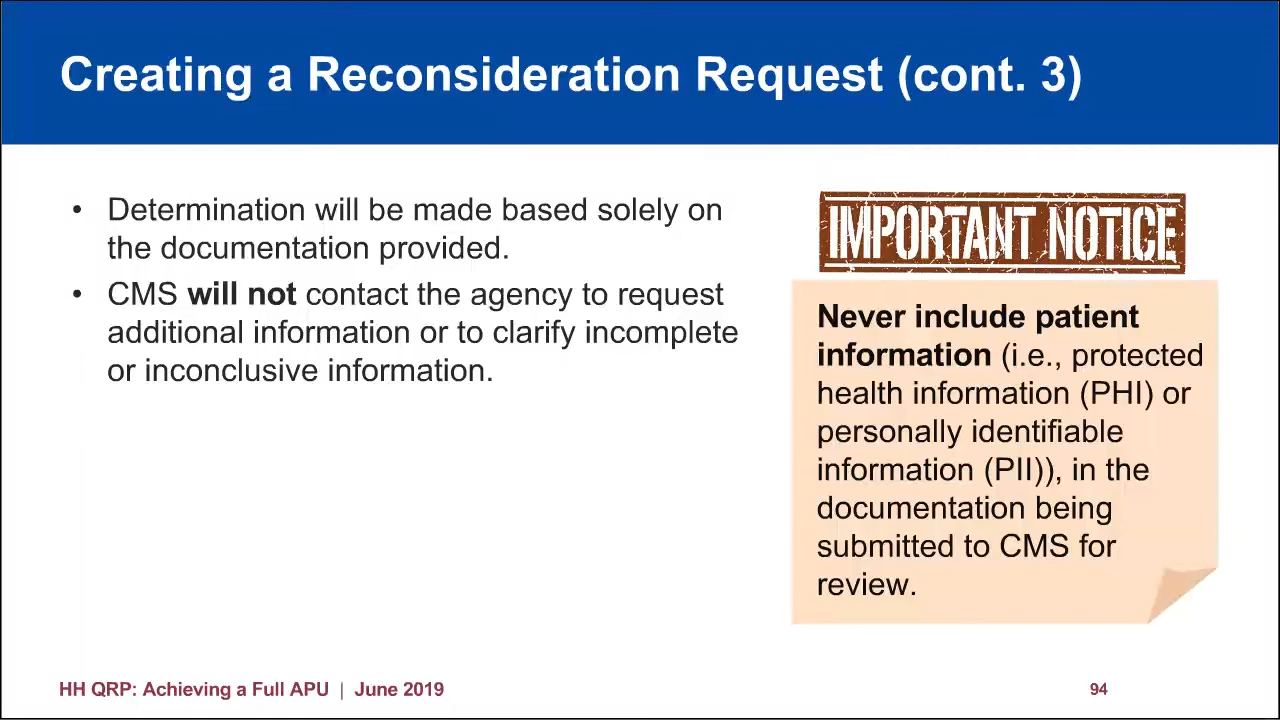 Creating a Reconsideration Request (cont. 3)
• Determination will be made based solely on
the documentation provided.
• CMS will not contact the agency to request
additional information or to clarify incomplete
or inconclusive information.
IMPORTANT NOTICE
Never include patient
information (i.e., protected
health information (PHI) or
personally identifiable
information (PII)), in the
documentation being
submitted to CMS for
review.
HH QRP: Achieving a Full APU | June 2019
94